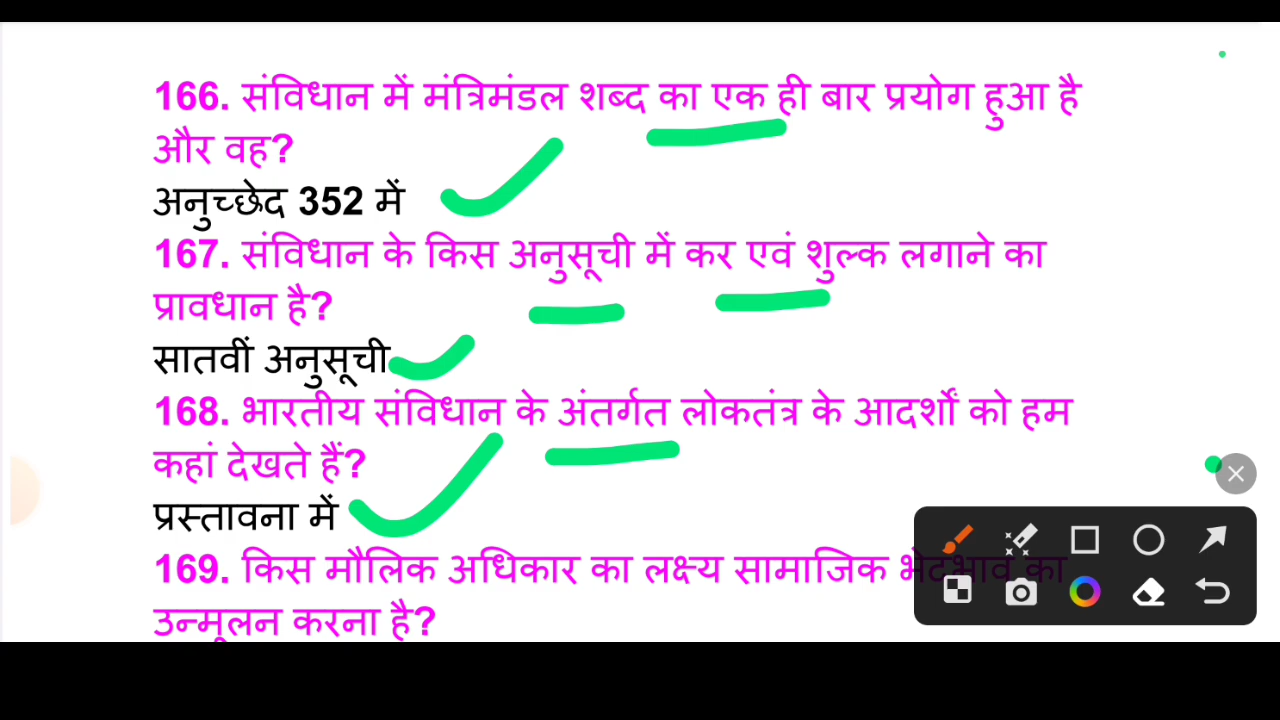 166. संविधान में मंत्रिमंडल शब्द का एक ही बार प्रयोग हुआ है
और वह?
अनुच्छेद 352 में
167. संविधान के किस अनुसूची में कर एवं शुल्क लगाने का
प्रावधान है?
सातवीं अनुसूची
168. भारतीय संविधान के अंतर्गत लोकतंत्र के आदर्शों को हम
कहां देखते हैं?
प्रस्तावना में
169. किस मौलिक अधिकार का लक्ष्य सामाजिक भेदभाव का
उन्मूलन करना है?